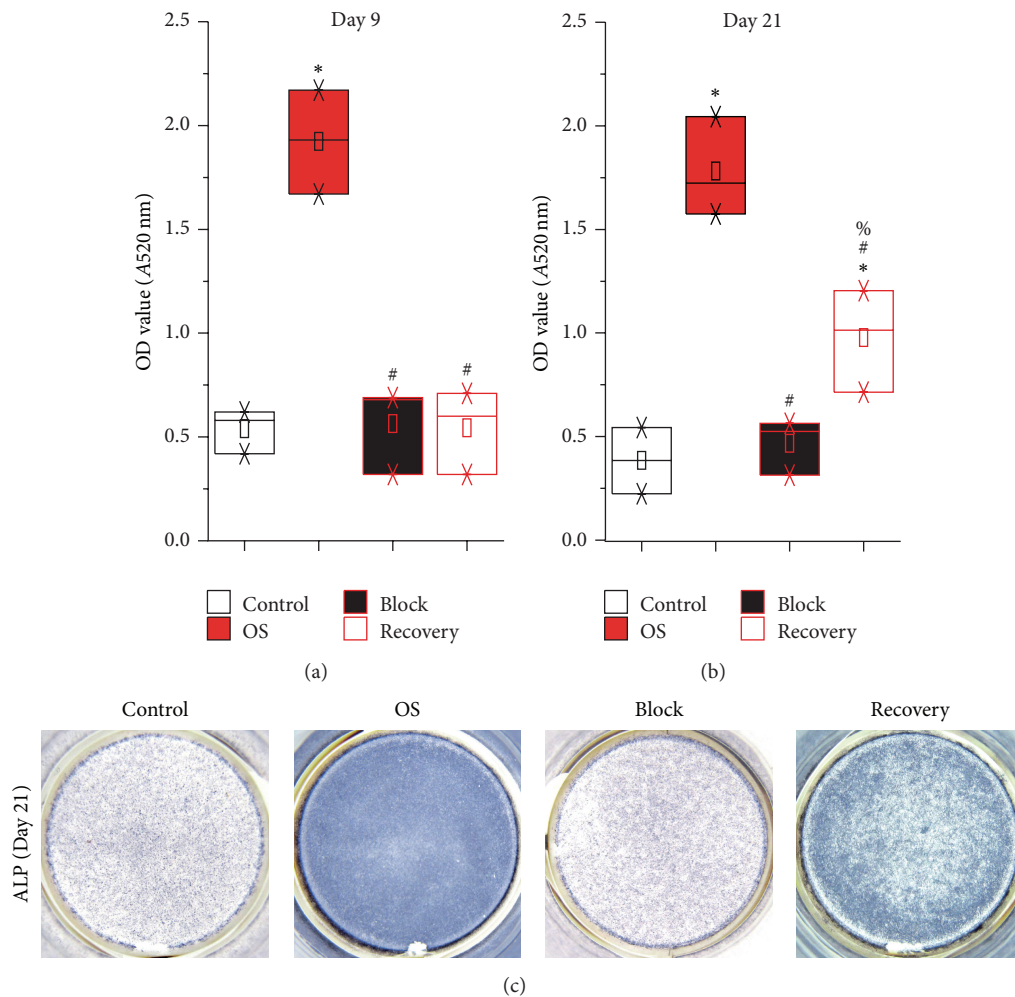 Day 9
OD value (A520 nm)
2.5
2.0
1.5
1.0
0.5
0.0
*
#
#
Control
Block
OS
Recovery
(a)
Day 21
OD value (A520 nm)
2.5
2.0
1.5
1.0
0.5
0.0
*
#
%
#
*
Control
Block
OS
Recovery
(b)
Control
OS
Block
Recovery
ALP (Day 21)
(c)